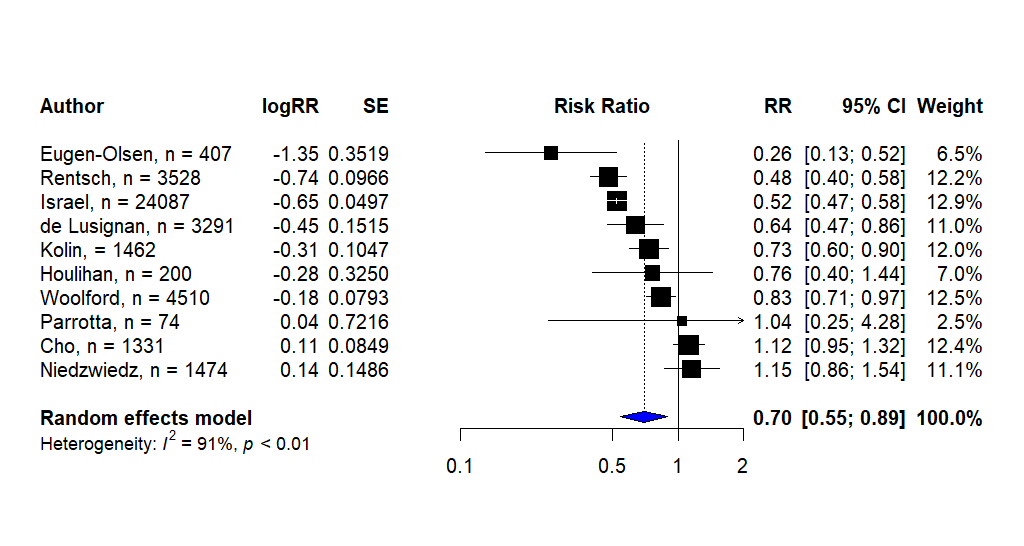 Author logRR SE Risk Ratio RR 95% CI Weight
Eugen-Olsen, n = 407 -1.35 0.3519 0.26 [0.13; 0.52] 6.5%
Rentsch, n = 3528 -0.74 0.0966 0.48 [0.40; 0.58] 12.2%
Israel, n = 24087 -0.65 0.0497 0.52 [0.47; 0.58] 12.9%
de Lusignan, n = 3291 -0.45 0.1515 0.64 [0.47; 0.86] 11.0%
Kolin, = 1462 -0.31 0.1047 0.73 [0.60; 0.90] 12.0%
Houlihan, n = 200 -0.28 0.3250 0.76 [0.40; 1.44] 7.0%
Woolford, n = 4510 -0.18 0.0793 0.83 [0.71; 0.97] 12.5%
Parrotta, n = 74 0.04 0.7216 1.04 [0.25; 4.28] 2.5%
Cho, n = 1331 0.11 0.0849 1.12 [0.95; 1.32] 12.4%
Niedzwiedz, n = 1474 0.14 0.1486 1.15 [0.86; 1.54] 11.1%
Random effects model 0.70 [0.55; 0.89] 100.0%
Heterogeneity: I² = 91%, p < 0.01
0.1 0.5 1 2